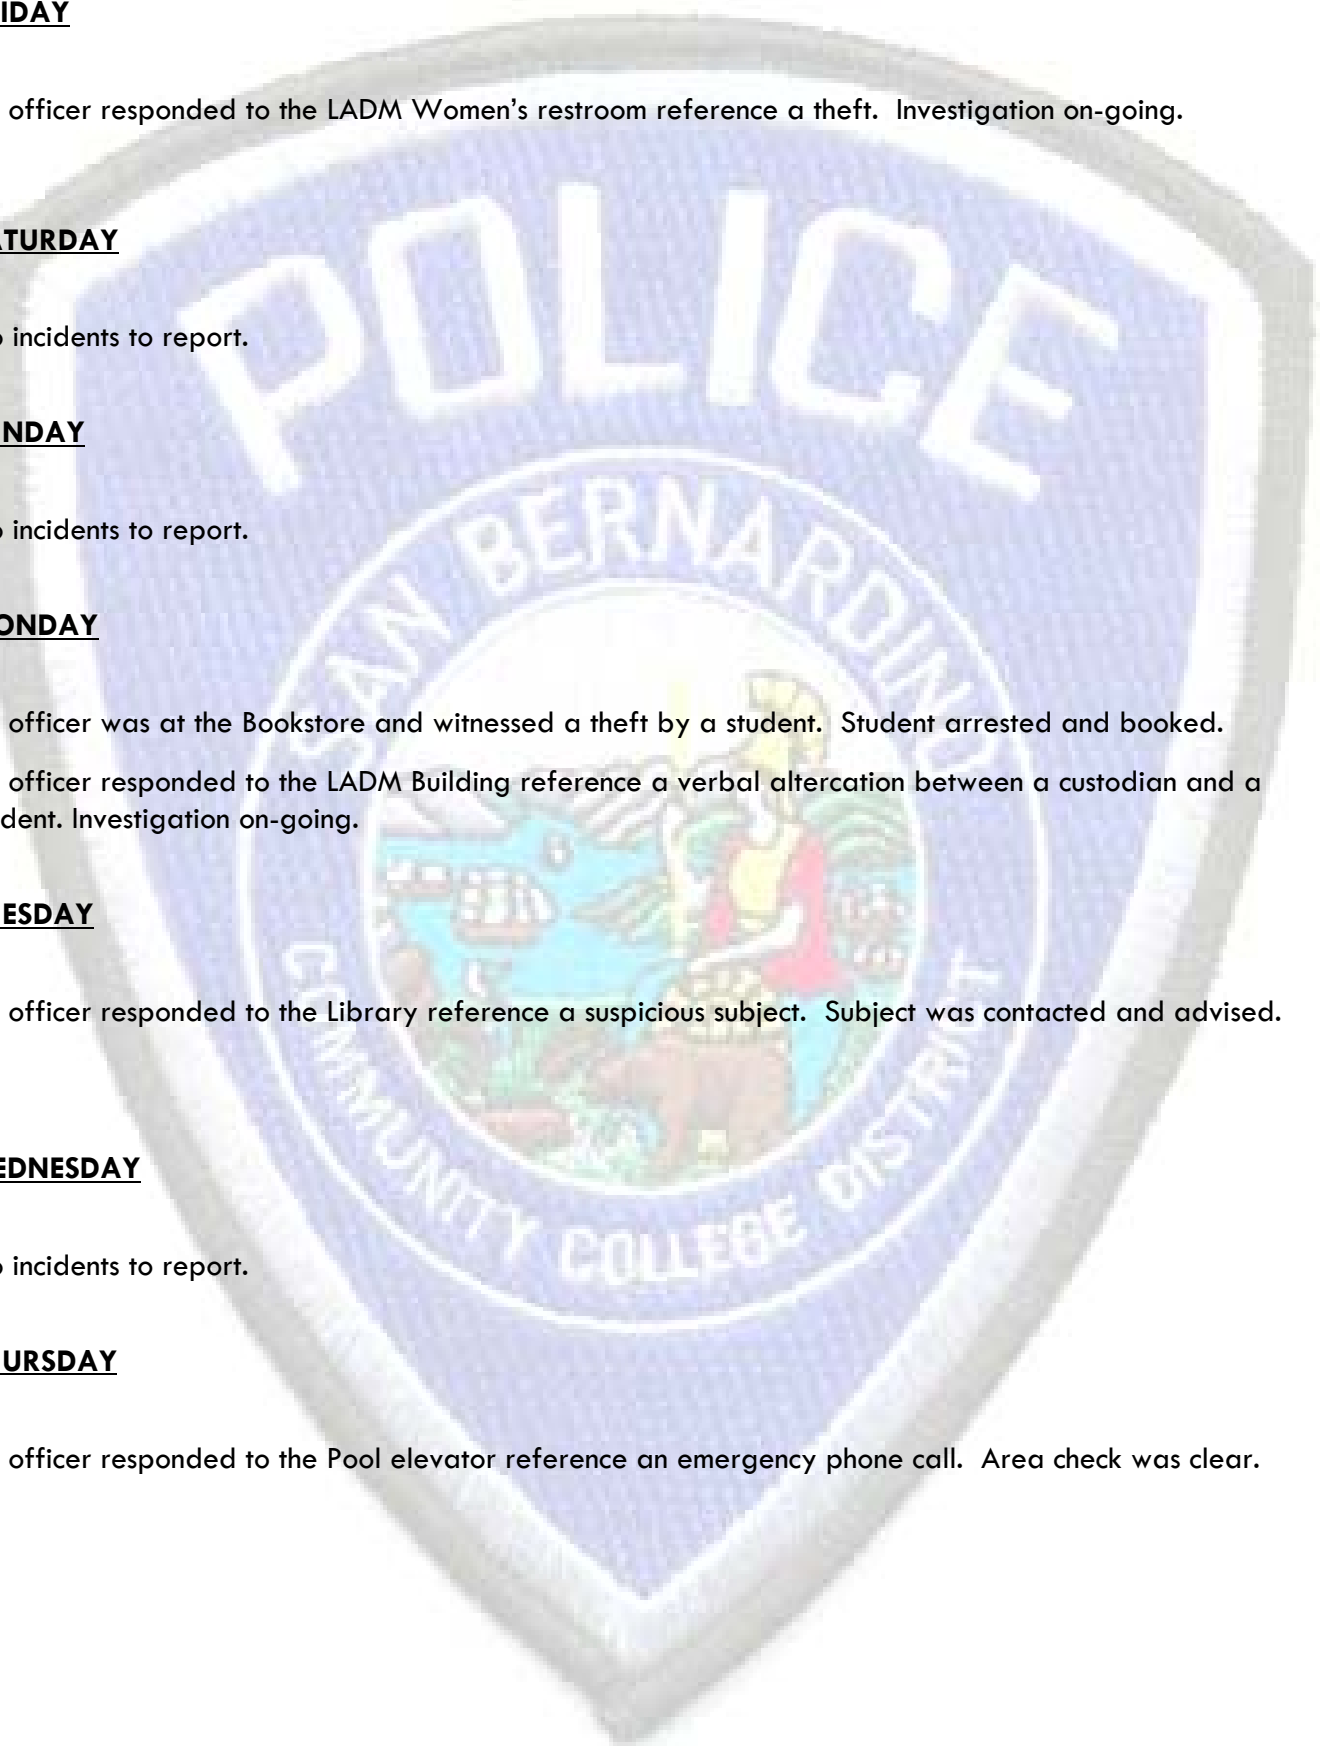 IDAY
officer responded to the LADM Women's restroom reference a theft. Investigation on-going.
ATURDAY
o incidents to report.
NDAY
o incidents to report.
ONDAY
officer was at the Bookstore and witnessed a theft by a student. Student arrested and booked.
officer responded to the LADM Building reference a verbal altercation between a custodian and a
dent. Investigation on-going.
ESDAY
officer responded to the Library reference a suspicious subject. Subject was contacted and advised.
EDNESDAY
o incidents to report.
URSDAY
officer responded to the Pool elevator reference an emergency phone call. Area check was clear.
POLICE
SAN BERNARDINO
COMMUNITY COLLEGE DISTRICT